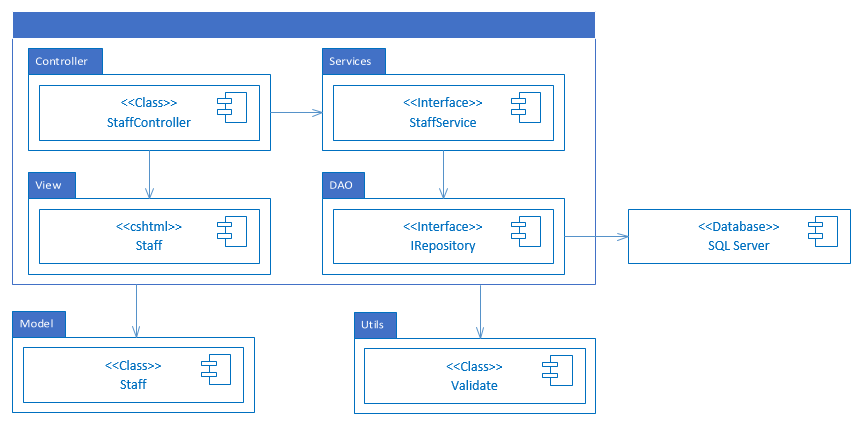 Controller
<<Class>>
StaffController
Services
<<Interface>>
StaffService
View
<<cshtml>>
Staff
DAO
<<Interface>>
IRepository
<<Database>>
SQL Server
Model
<<Class>>
Staff
Utils
<<Class>>
Validate